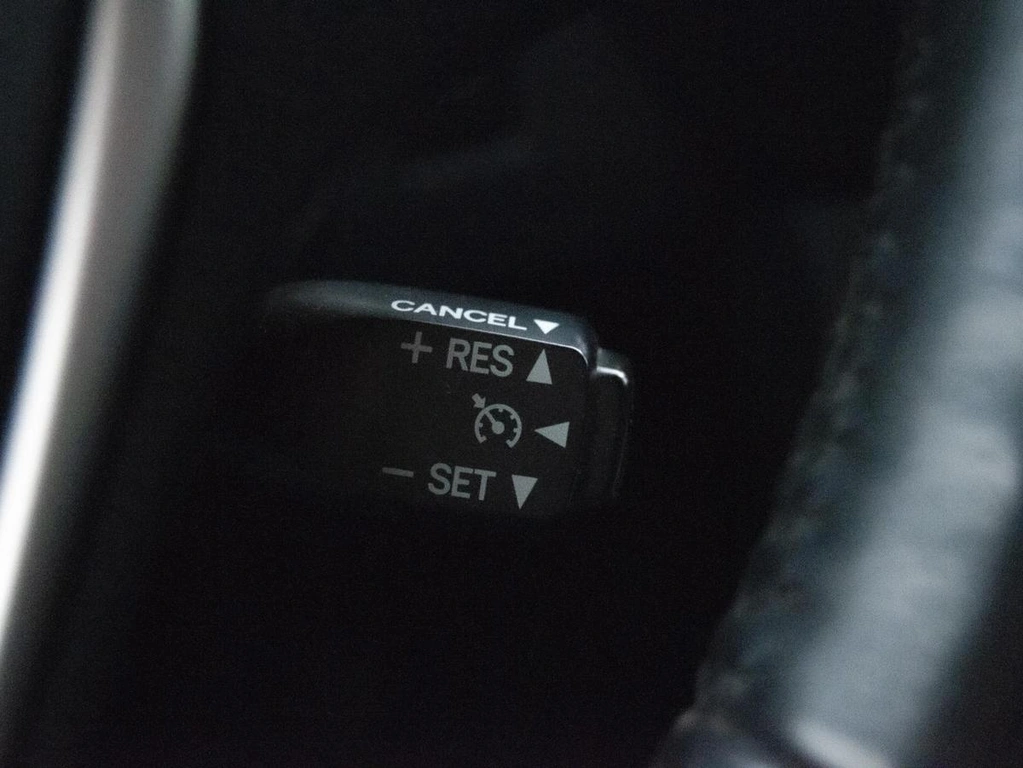 CANCEL ▼
+ RES ▲
◀
− SET ▼